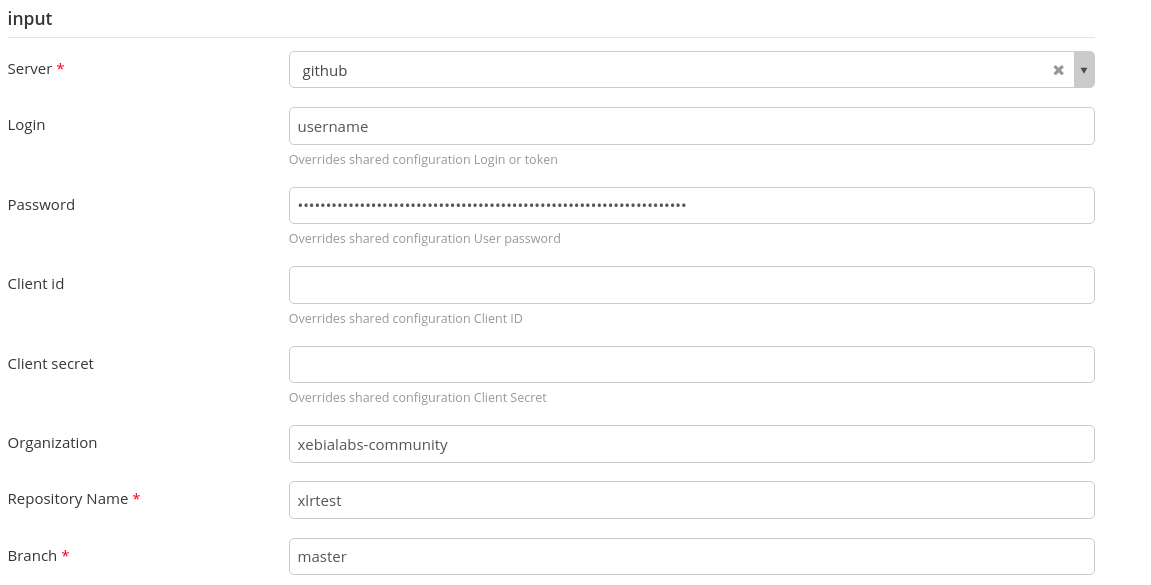 input
Server *
github
Login
username
Overrides shared configuration Login or token
Password
Overrides shared configuration User password
Client id
Overrides shared configuration Client ID
Client secret
Overrides shared configuration Client Secret
Organization
xebialabs-community
Repository Name *
xlrtest
Branch *
master